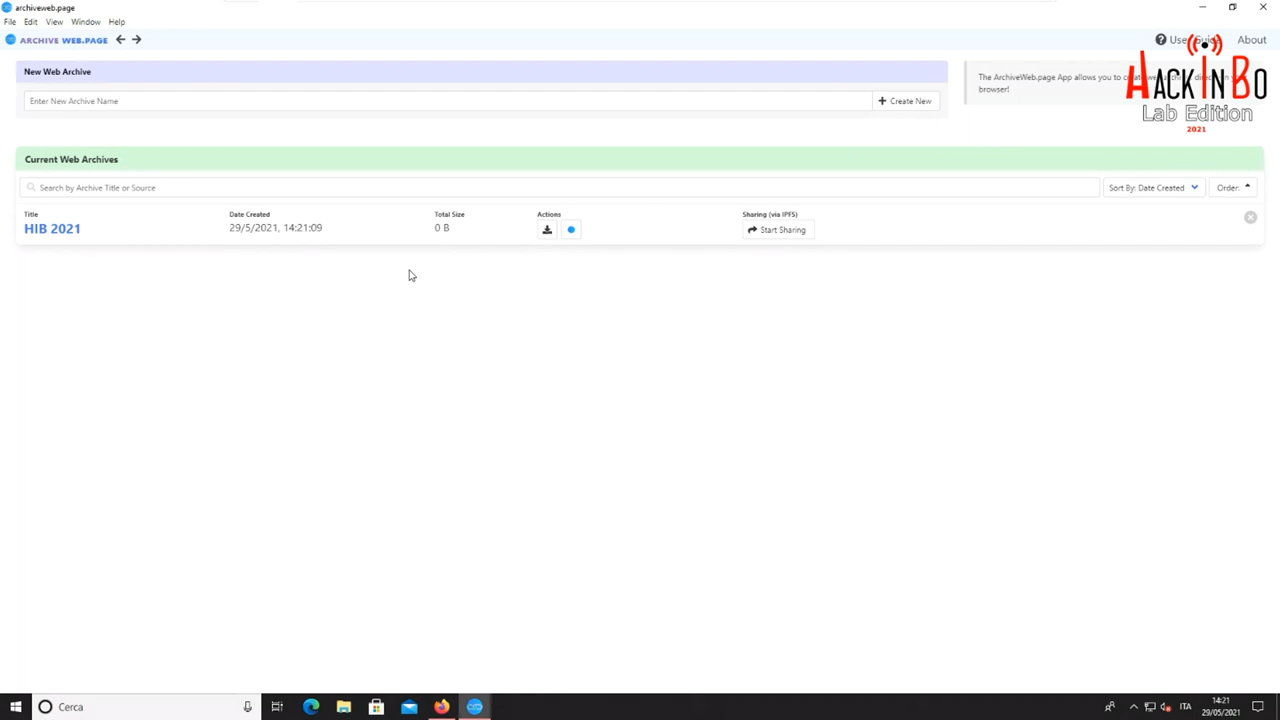 archiveweb.page
File Edit View Window Help
ARCHIVE WEB.PAGE
User Guide About
New Web Archive
Enter New Archive Name
Create New
The ArchiveWeb.page App allows you to
browser!
HACKINBO
Lab Edition
2021
Current Web Archives
Search by Archive Title or Source
Sort By: Date Created Order:
Title Date Created Total Size Actions Sharing (via IPFS)
HIB 2021 29/5/2021, 14:21:09 0 B Start Sharing
Cerca
ITA
14:21
29/05/2021